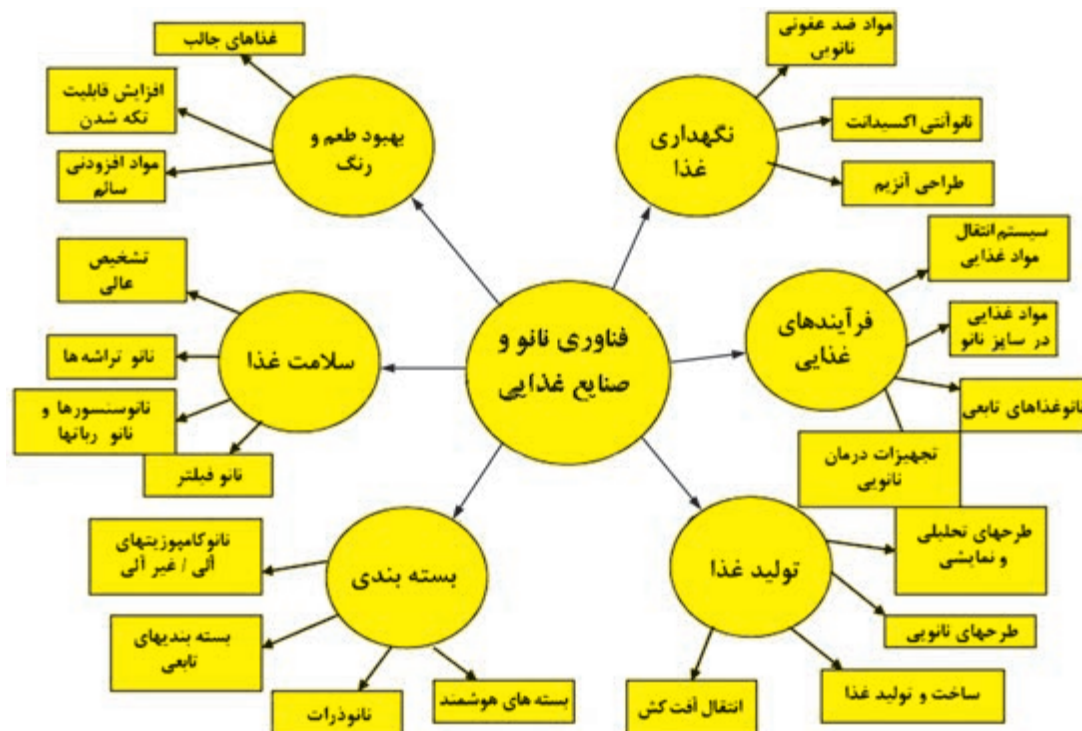 غذاهای جالب
افزایش قابلیت
تکه شدن
مواد افزودنی
سالم
بهبود طعم و
رنگ
مواد ضد عفونی
نانویی
نانوآنتی اکسیدانت
طراحی آنزیم
نگهداری
غذا
سیستم انتقال
مواد غذایی
مواد غذایی
در سایز نانو
نانوغذاهای تابعی
تجهیزات درمان
نانویی
فرآیندهای
غذایی
فناوری نانو و
صنایع غذایی
تشخیص
عالی
نانو تراشه ها
نانوسنسورها و
نانو رباتها
نانو فیلتر
سلامت غذا
نانوکامپوزیتهای
آلی / غیر آلی
بسته بندیهای
تابعی
نانوذرات
بسته های هوشمند
بسته بندی
طرحهای تحلیلی
و نمایشی
طرحهای نانویی
ساخت و تولید غذا
انتقال آفت کش
تولید غذا